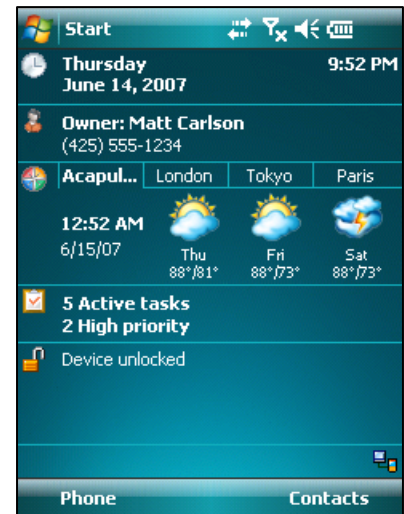 Start
Thursday 9:52 PM
June 14, 2007
Owner: Matt Carlson
(425) 555-1234
Acapul... London Tokyo Paris
12:52 AM
6/15/07 Thu Fri Sat
88°/81° 88°/73° 88°/73°
5 Active tasks
2 High priority
Device unlocked
Phone Contacts